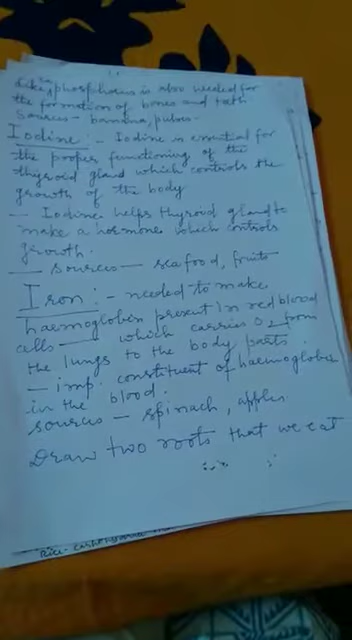 Like Ca, phosphorus is also needed for
the formation of bones and teeth
sources - banana, pulses.
Iodine :- Iodine is essential for
the proper functioning of the
thyroid gland which controls the
growth of the body
- Iodine helps thyroid gland to
make a hormone which controls
growth.
- sources - seafood, fruits
Iron :- needed to make
haemoglobin present in red blood
cells - which carries O2 from
the lungs to the body parts.
- imp. constituent of haemoglobin
in the blood.
sources - spinach, apples.
Draw two roots that we eat
Rice - carbohydrate